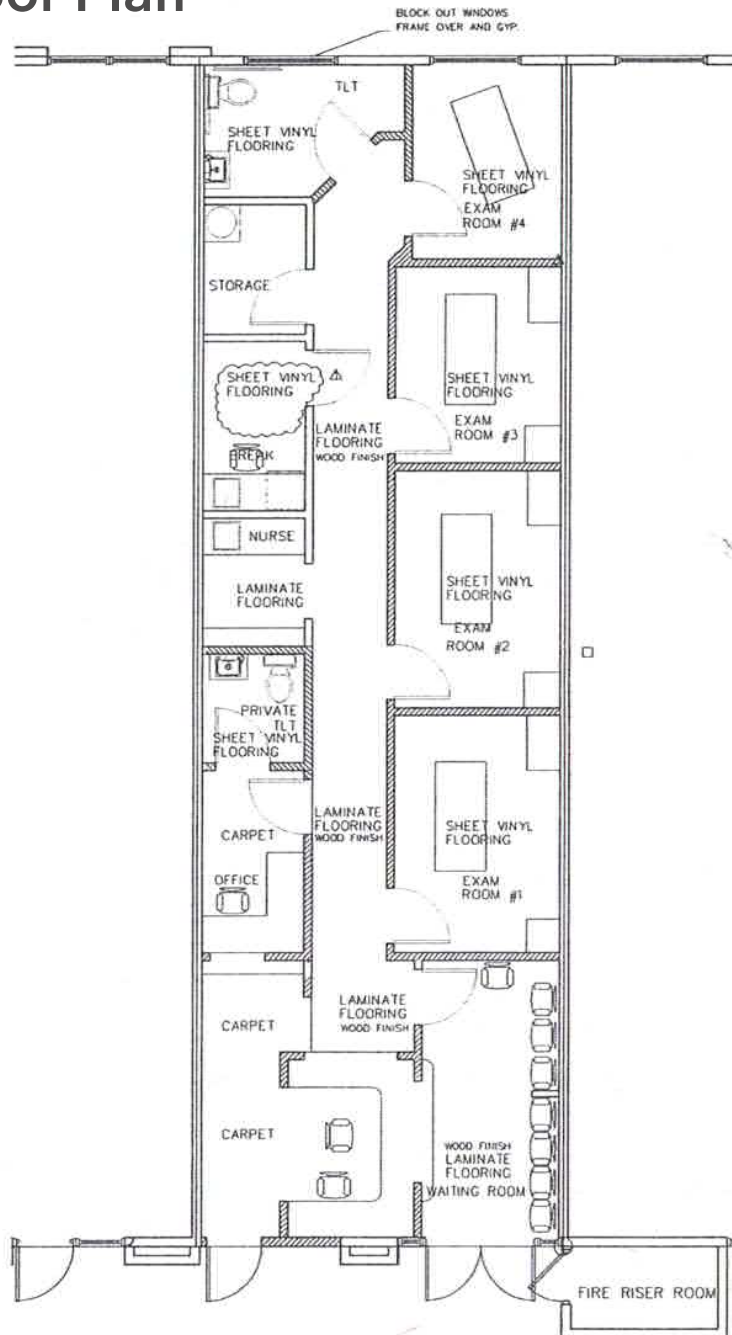 oor Plan
BLOCK OUT WINDOWS
FRAME OVER AND GYP.
TLT
SHEET VINYL
FLOORING
SHEET VINYL
FLOORING
EXAM
ROOM #4
STORAGE
SHEET VINYL
FLOORING
BREAK
LAMINATE
FLOORING
WOOD FINISH
SHEET VINYL
FLOORING
EXAM
ROOM #3
NURSE
LAMINATE
FLOORING
SHEET VINYL
FLOORING
EXAM
ROOM #2
PRIVATE
TLT
SHEET VINYL
FLOORING
CARPET
OFFICE
LAMINATE
FLOORING
WOOD FINISH
SHEET VINYL
FLOORING
EXAM
ROOM #1
CARPET
LAMINATE
FLOORING
WOOD FINISH
CARPET
WOOD FINISH
LAMINATE
FLOORING
WAITING ROOM
FIRE RISER ROOM